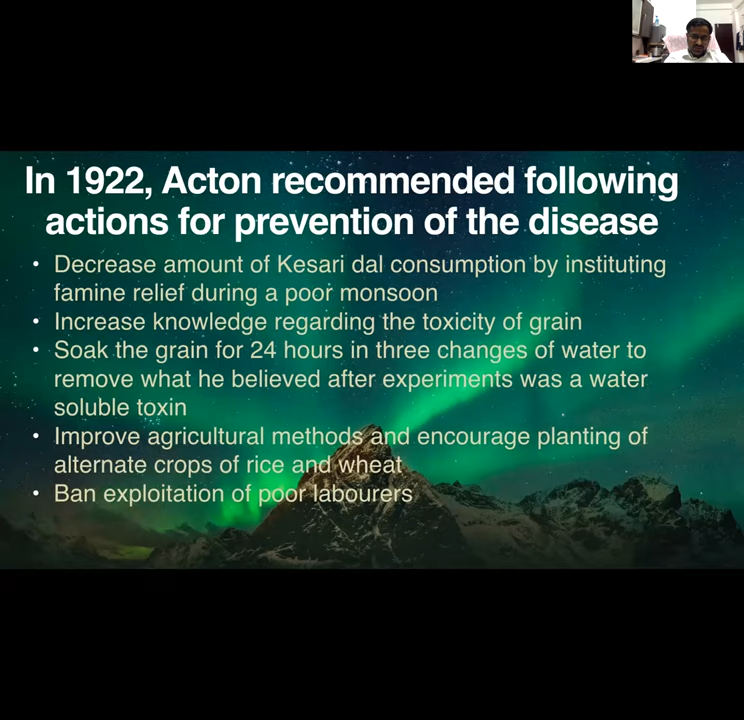 In 1922, Acton recommended following
actions for prevention of the disease
• Decrease amount of Kesari dal consumption by instituting
famine relief during a poor monsoon
• Increase knowledge regarding the toxicity of grain
• Soak the grain for 24 hours in three changes of water to
remove what he believed after experiments was a water
soluble toxin
• Improve agricultural methods and encourage planting of
alternate crops of rice and wheat
• Ban exploitation of poor labourers